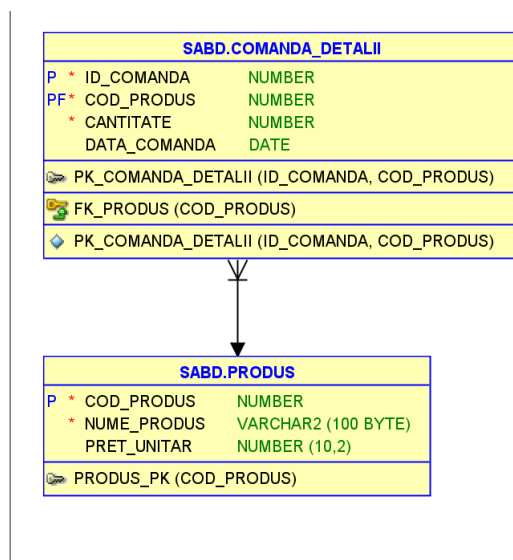 SABD.COMANDA_DETALII
P * ID_COMANDA NUMBER
PF* COD_PRODUS NUMBER
* CANTITATE NUMBER
DATA_COMANDA DATE
PK_COMANDA_DETALII (ID_COMANDA, COD_PRODUS)
FK_PRODUS (COD_PRODUS)
PK_COMANDA_DETALII (ID_COMANDA, COD_PRODUS)
SABD.PRODUS
P * COD_PRODUS NUMBER
* NUME_PRODUS VARCHAR2 (100 BYTE)
PRET_UNITAR NUMBER (10,2)
PRODUS_PK (COD_PRODUS)